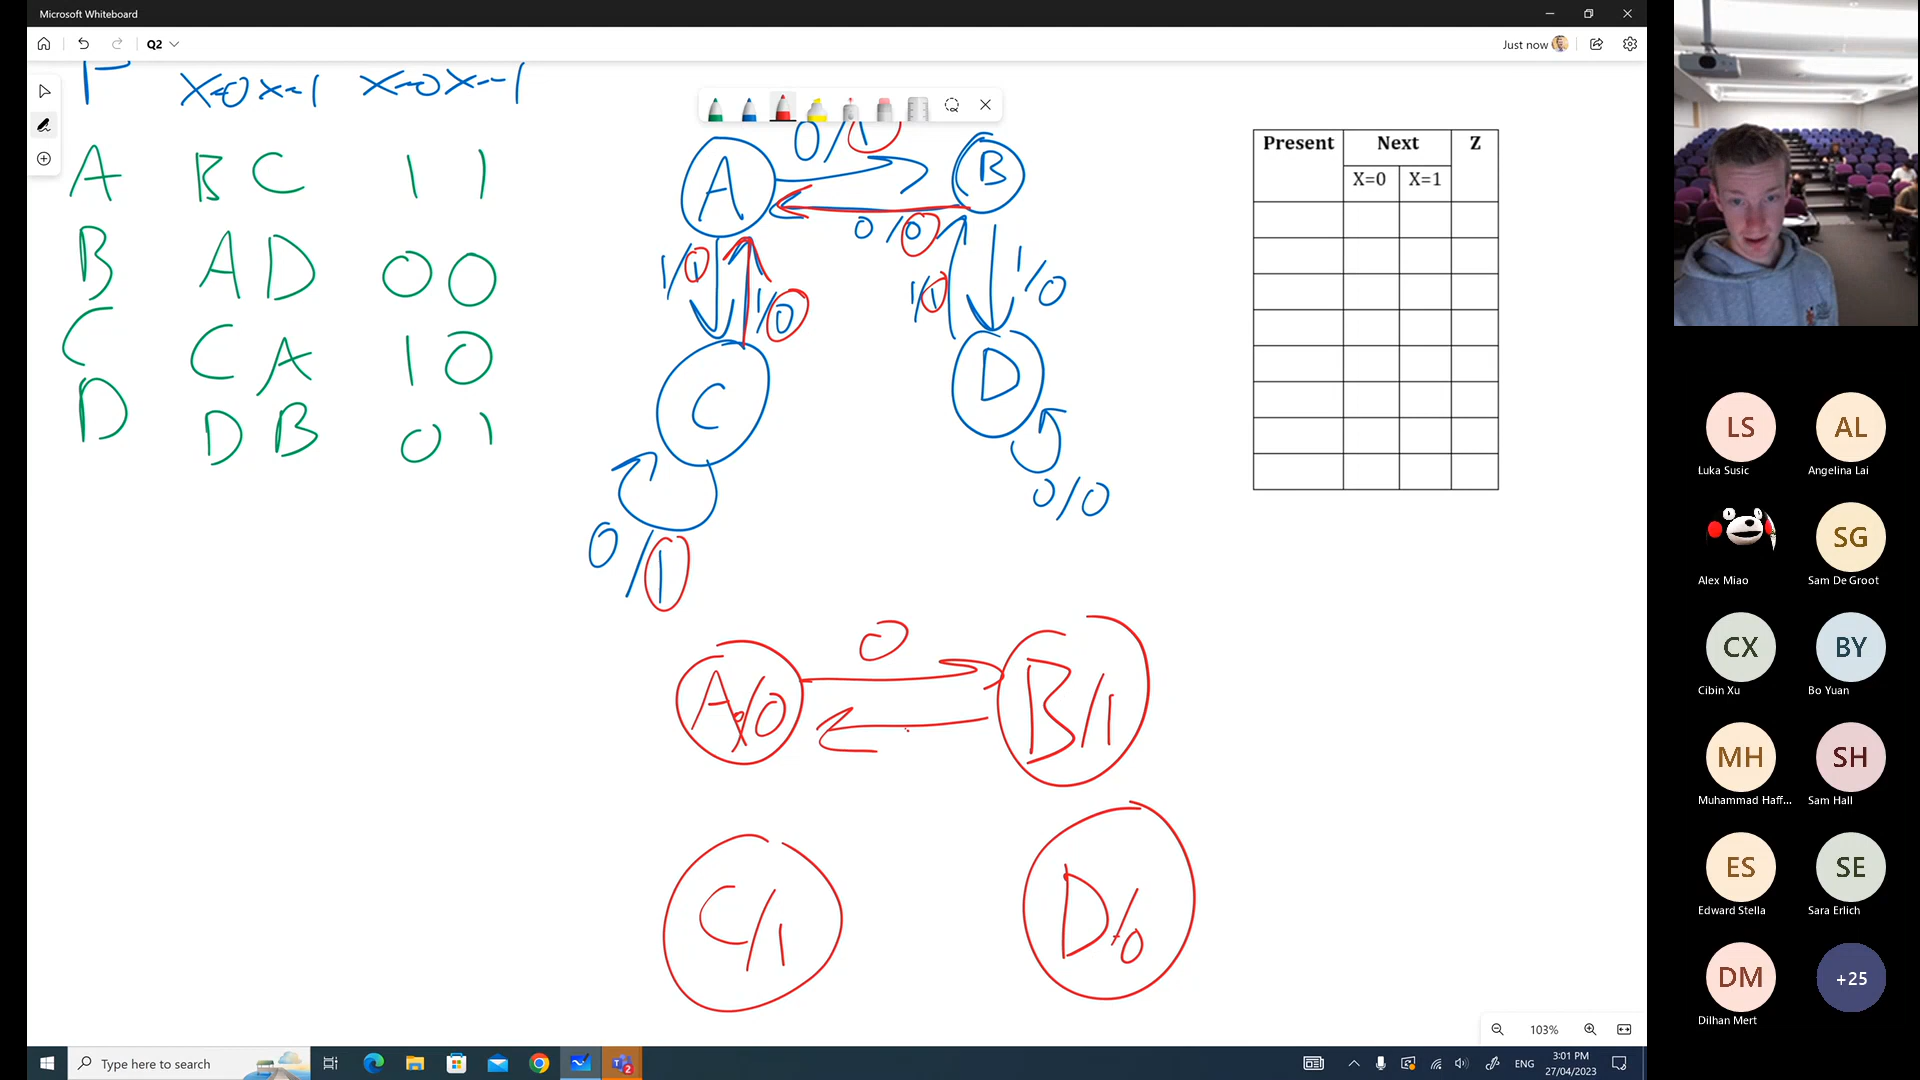 Microsoft Whiteboard
Q2
Just now
X=0 X=1 X=0 X=1
A B C 1 1
B A D 0 0
C C A 1 0
D D B 0 1
0/1
A
B
0/0
1/1
1/0
1/1
1/0
C
D
0/1
0/0
Present Next Z
X=0 X=1
0
A/0
B/1
C/1
D/0
LS
Luka Susic
AL
Angelina Lai
Alex Miao
SG
Sam De Groot
CX
Cibin Xu
BY
Bo Yuan
MH
Muhammad Haff...
SH
Sam Hall
ES
Edward Stella
SE
Sara Erlich
DM
Dilhan Mert
+25
103%
Type here to search
2
ENG
3:01 PM
27/04/2023